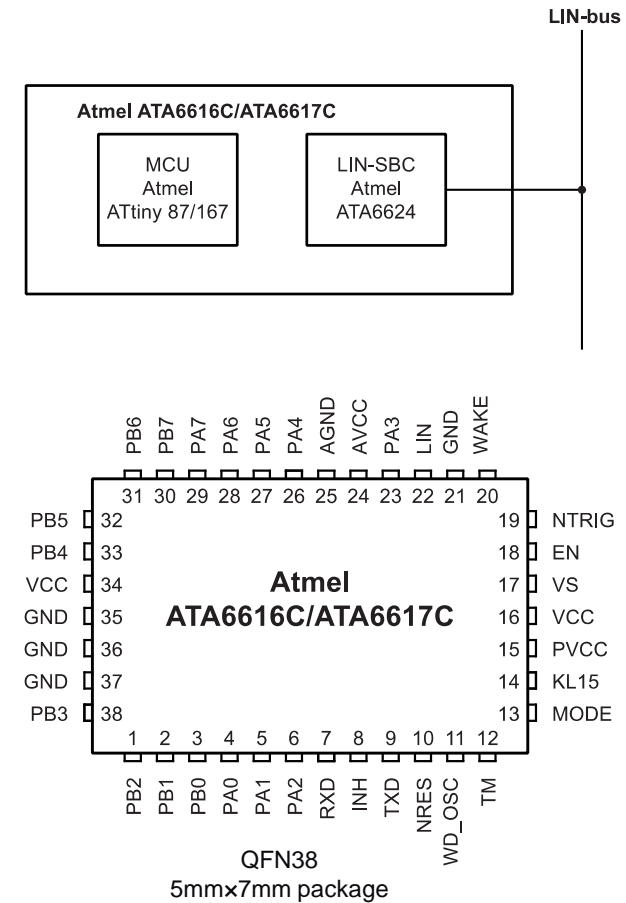 LIN-bus
Atmel ATA6616C/ATA6617C
MCU
Atmel
ATtiny 87/167
LIN-SBC
Atmel
ATA6624
PB6 PB7 PA7 PA6 PA5 PA4 AGND AVCC PA3 LIN GND WAKE
31 30 29 28 27 26 25 24 23 22 21 20
PB5 32 19 NTRIG
PB4 33 18 EN
VCC 34 17 VS
GND 35 16 VCC
GND 36 15 PVCC
GND 37 14 KL15
PB3 38 13 MODE
Atmel
ATA6616C/ATA6617C
1 2 3 4 5 6 7 8 9 10 11 12
PB2 PB1 PB0 PA0 PA1 PA2 RXD INH TXD NRES WD_OSC TM
QFN38
5mm×7mm package